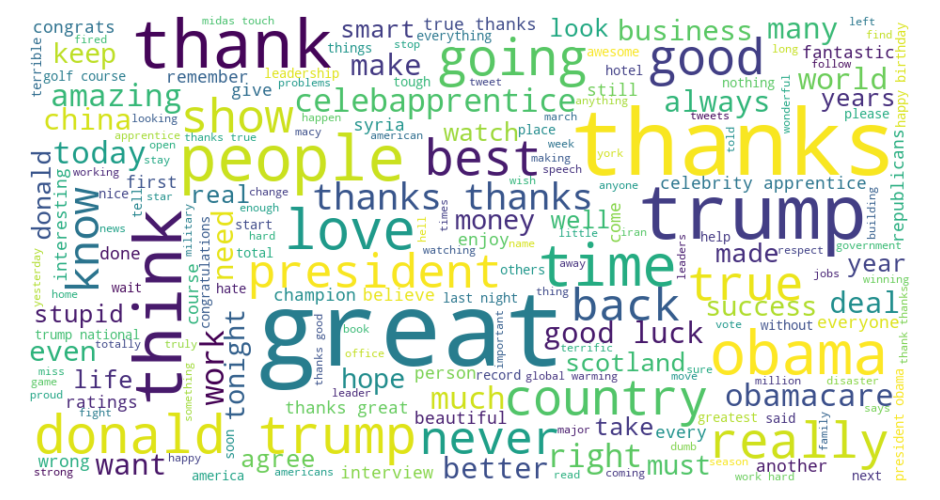 midas touch
congrats
thank
smart
true thanks
look
business
many
left
terrible
fired
keep
things
stop
everything
going
awesome
good
long
fantastic
find
golf course
remember
leadership
make
tough
tweet
hotel
nothing
follow
world
happy birthday
amazing
give
problems
celebapprentice
still
anything
always
years
wonderful
please
china
looking
show
happen
macy
syria
american
watch
march
place
thanks
tweets
told
apprentice
thanks true
people
best
week
york
today
open
stay
making
speech
working
first
real
change
thanks thanks
wish
anyone
celebrity apprentice
republicans
donald
interesting
know
nice
star
tell
military
think
need
enough
love
times
money
well
little
come
iran
trump
building
news
done
congratulations
start
hard
total
hell
watching
enjoy
name
help
made
respect
government
yesterday
home
wait
course
hate
president
others
away
time
leaders
true
jobs
winning
year
champion
believe
last night
thing
back
success
deal
stupid
trump national
totally
truly
work
tonight
great
thanks good
book
office
important
terrific
good luck
vote
without
everyone
thank thanks
even
miss
game
proud
life
ratings
something
hope
leader
person
record
global warming
scotland
move
sure
obama
million
disaster
president obama
fight
thanks great
much
beautiful
country
greatest
obamacare
said
says
donald trump
soon
never
major
take
every
really
family
wrong
want
happy
agree
interview
better
right
dumb
must
season
another
strong
america
americans
read
coming
work hard
next